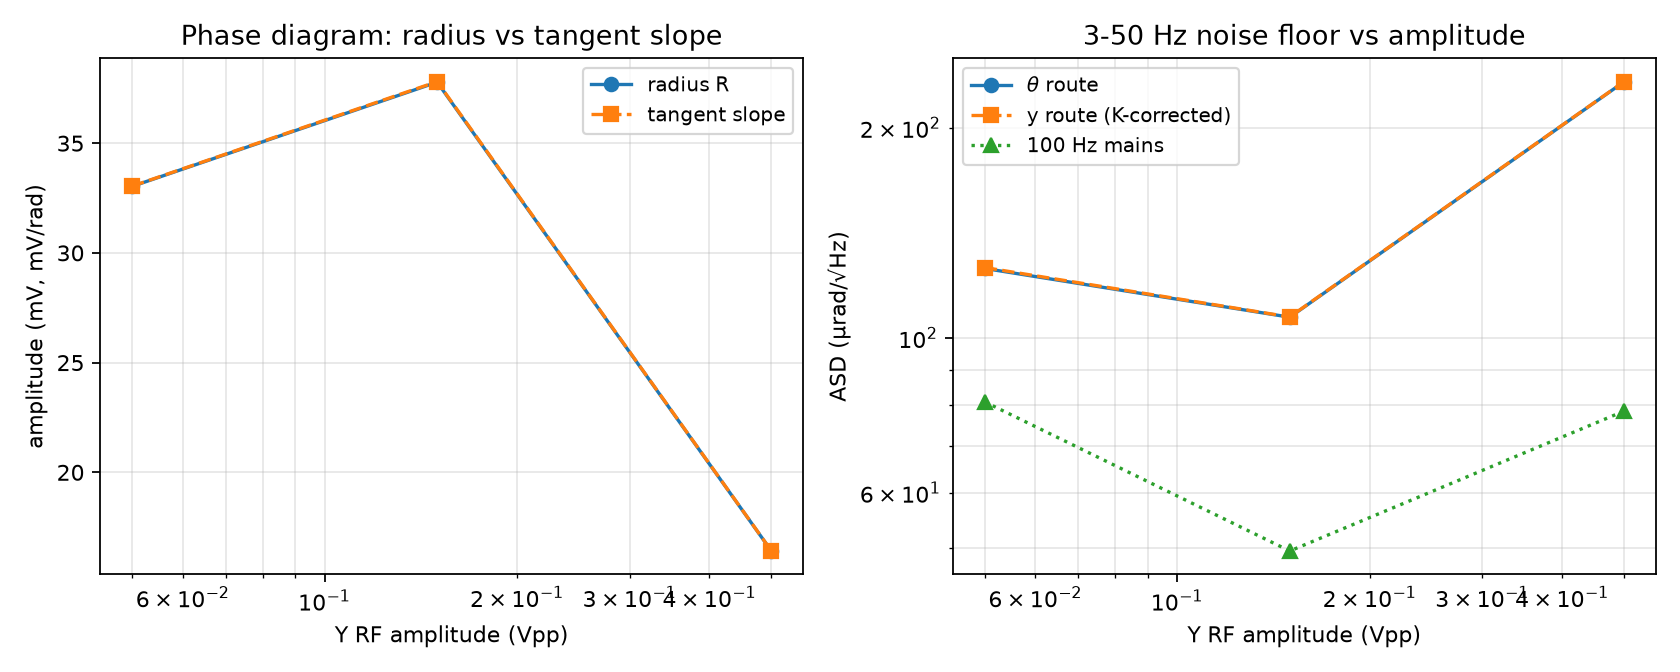 Phase diagram: radius vs tangent slope
radius R
tangent slope
amplitude (mV, mV/rad)
35
30
25
20
6 × 10⁻²
10⁻¹
2 × 10⁻¹
3 × 10⁻¹
4 × 10⁻¹
Y RF amplitude (Vpp)
3-50 Hz noise floor vs amplitude
θ route
y route (K-corrected)
100 Hz mains
ASD (μrad/√Hz)
2 × 10²
10²
6 × 10¹
6 × 10⁻²
10⁻¹
2 × 10⁻¹
3 × 10⁻¹
4 × 10⁻¹
Y RF amplitude (Vpp)